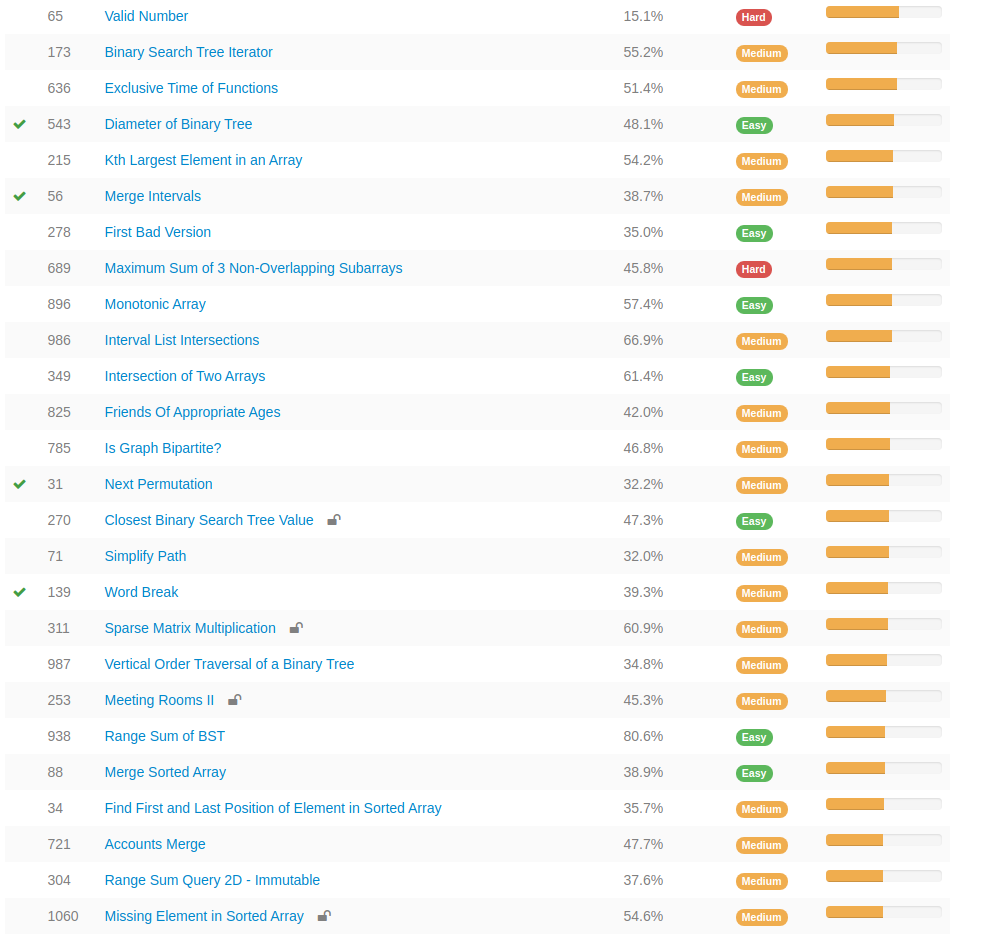 65 Valid Number 15.1% Hard
173 Binary Search Tree Iterator 55.2% Medium
636 Exclusive Time of Functions 51.4% Medium
543 Diameter of Binary Tree 48.1% Easy
215 Kth Largest Element in an Array 54.2% Medium
56 Merge Intervals 38.7% Medium
278 First Bad Version 35.0% Easy
689 Maximum Sum of 3 Non-Overlapping Subarrays 45.8% Hard
896 Monotonic Array 57.4% Easy
986 Interval List Intersections 66.9% Medium
349 Intersection of Two Arrays 61.4% Easy
825 Friends Of Appropriate Ages 42.0% Medium
785 Is Graph Bipartite? 46.8% Medium
31 Next Permutation 32.2% Medium
270 Closest Binary Search Tree Value 47.3% Easy
71 Simplify Path 32.0% Medium
139 Word Break 39.3% Medium
311 Sparse Matrix Multiplication 60.9% Medium
987 Vertical Order Traversal of a Binary Tree 34.8% Medium
253 Meeting Rooms II 45.3% Medium
938 Range Sum of BST 80.6% Easy
88 Merge Sorted Array 38.9% Easy
34 Find First and Last Position of Element in Sorted Array 35.7% Medium
721 Accounts Merge 47.7% Medium
304 Range Sum Query 2D - Immutable 37.6% Medium
1060 Missing Element in Sorted Array 54.6% Medium